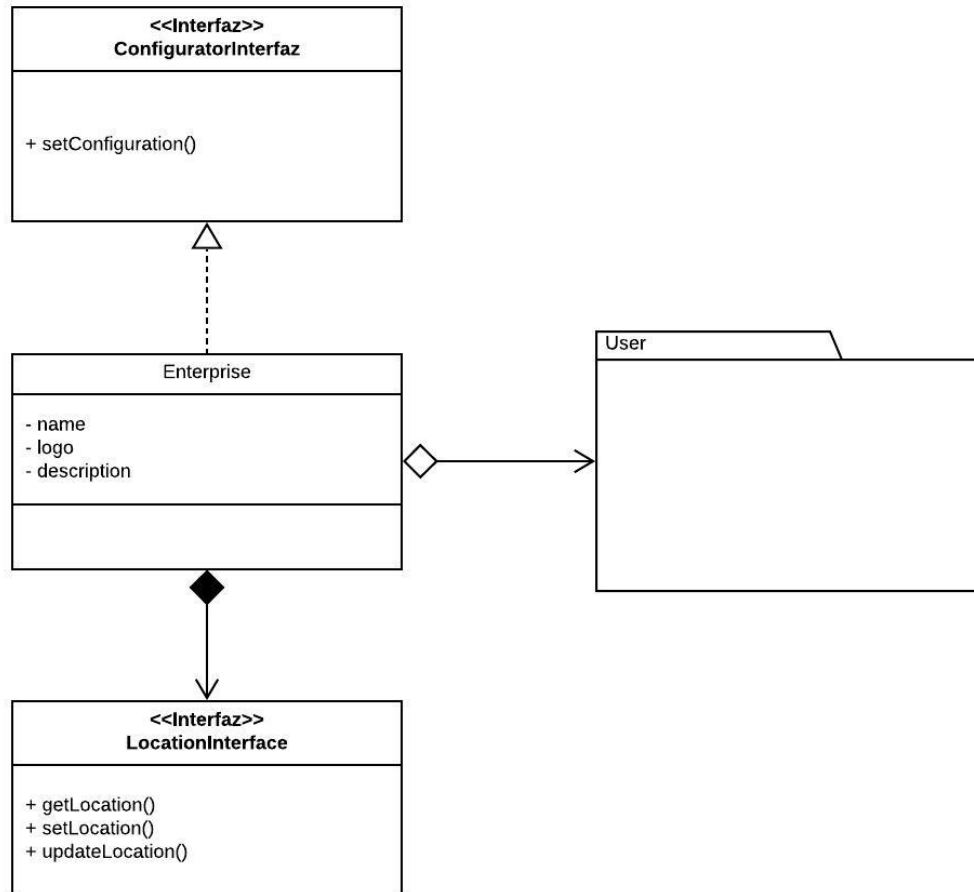 <<Interfaz>>
ConfiguratorInterfaz
+ setConfiguration()
Enterprise
- name
- logo
- description
User
<<Interfaz>>
LocationInterface
+ getLocation()
+ setLocation()
+ updateLocation()